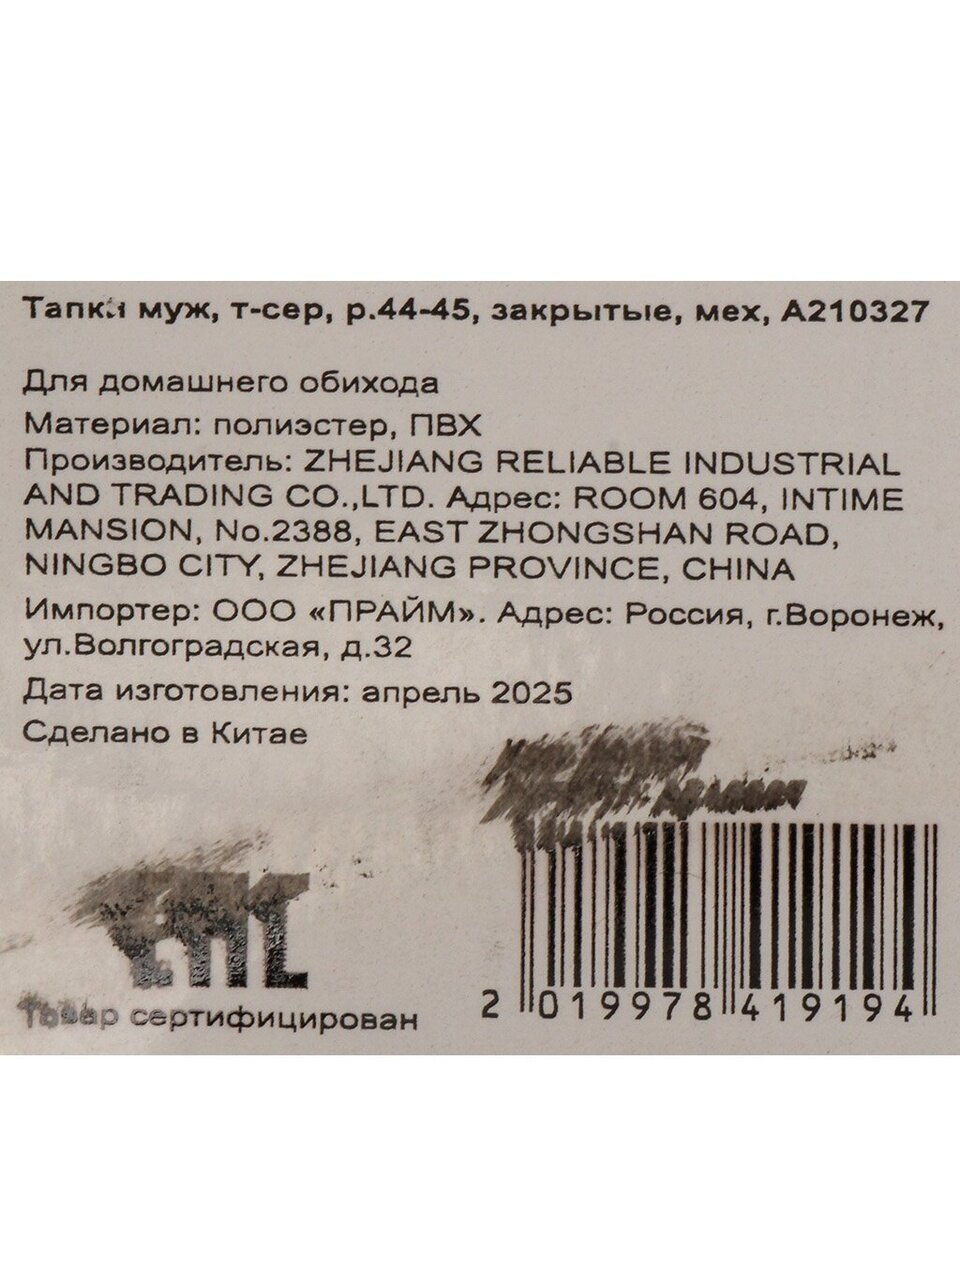 Тапки муж, т-сер, р.44-45, закрытые, мех, А210327
Для домашнего обихода
Материал: полиэстер, ПВХ
Производитель: ZHEJIANG RELIABLE INDUSTRIAL
AND TRADING CO.,LTD. Адрес: ROOM 604, INTIME
MANSION, No.2388, EAST ZHONGSHAN ROAD,
NINGBO CITY, ZHEJIANG PROVINCE, CHINA
Импортер: ООО «ПРАЙМ». Адрес: Россия, г.Воронеж,
ул.Волгоградская, д.32
Дата изготовления: апрель 2025
Сделано в Китае
Товар сертифицирован
2 019978 419194